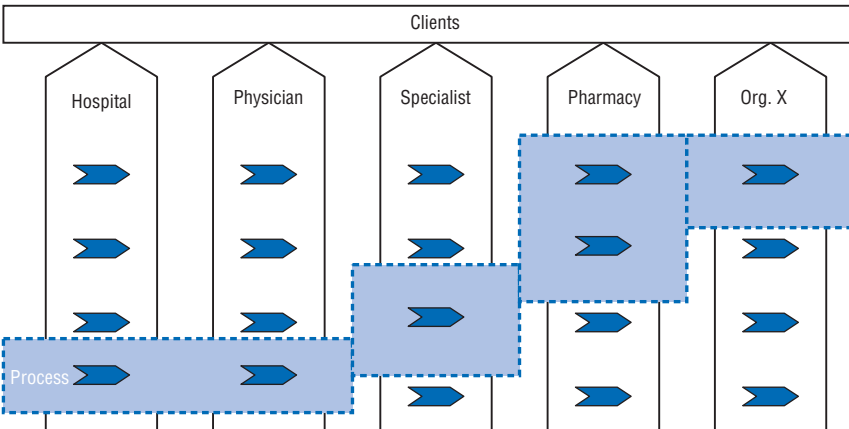 Clients
Hospital
Physician
Specialist
Pharmacy
Org. X
Process